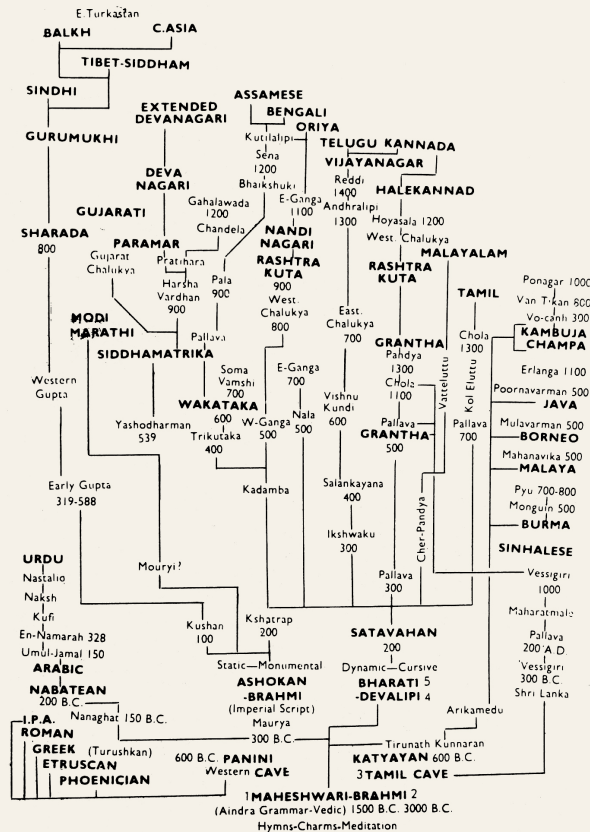 E.Turkastan
BALKH C.ASIA
TIBET-SIDDHAM
SINDHI
ASSAMESE
EXTENDED
DEVANAGARI
BENGALI
ORIYA
GURUMUKHI
Kutilalipi
TELUGU KANNADA
Sena
1200
VIJAYANAGAR
DEVA
NAGARI
Reddi
1400
HALEKANNAD
Bhaikshuki
E-Ganga
1100
Andhralipi
1300
GUJARATI
Gahalawada
1200
Chandela
Hoyasala 1200
SHARADA
800
NANDI
NAGARI
West. Chalukya
MALAYALAM
PARAMAR
Gujarat
Chalukya
Pratihara
RASHTRA
KUTA
900
RASHTRA
KUTA
Harsha
Vardhan
900
Pala
900
Ponagar 1000
TAMIL
Van Tikan 800
MODI
MARATHI
West.
Chalukya
800
East.
Chalukya
700
Chola
1300
Vo-canh 300
KAMBUJA
CHAMPA
SIDDHAMATRIKA
Pallava
GRANTHA
Pandya
1300
Erlanga 1100
Western
Gupta
Soma
Vamshi
700
E-Ganga
700
Chola
1100
Vatteluttu
Kol Eluttu
Poornavarman 500
JAVA
WAKATAKA
600
Nala
500
Vishnu
Kundi
600
Pallava
GRANTHA
500
Pallava
700
Mulavarman 500
BORNEO
Yashodharman
539
Trikutaka
400
W-Ganga
500
Mahanavika 500
MALAYA
Early Gupta
319-588
Kadamba
Salankayana
400
Cher-Pandya
Pyu 700-800
Monguin 500
BURMA
Ikshwaku
300
SINHALESE
URDU
Mouryi?
Pallava
300
Vessigiri
1000
Nastaliq
Naksh
Kufi
Kushan
100
Kshatrap
200
SATAVAHAN
200
Maharatmale
En-Namarah 328
Pallava
200 A.D.
Umul-Jamal 150
ARABIC
Static—Monumental
Dynamic—Cursive
Vessigiri
300 B.C.
NABATEAN
200 B.C.
ASHOKAN
-BRAHMI
(Imperial Script)
BHARATI 5
-DEVALIPI 4
Shri Lanka
I.P.A.
Nanaghat 150 B.C.
Maurya
300 B.C.
Arikamedu
ROMAN
GREEK
(Turushkan)
Tirunath Kunnaran
ETRUSCAN
600 B.C. PANINI
Western CAVE
KATYAYAN 600 B.C.
3 TAMIL CAVE
PHOENICIAN
1 MAHESHWARI-BRAHMI 2
(Aindra Grammar-Vedic) 1500 B.C. 3000 B.C.
Hymns-Charms-Meditation